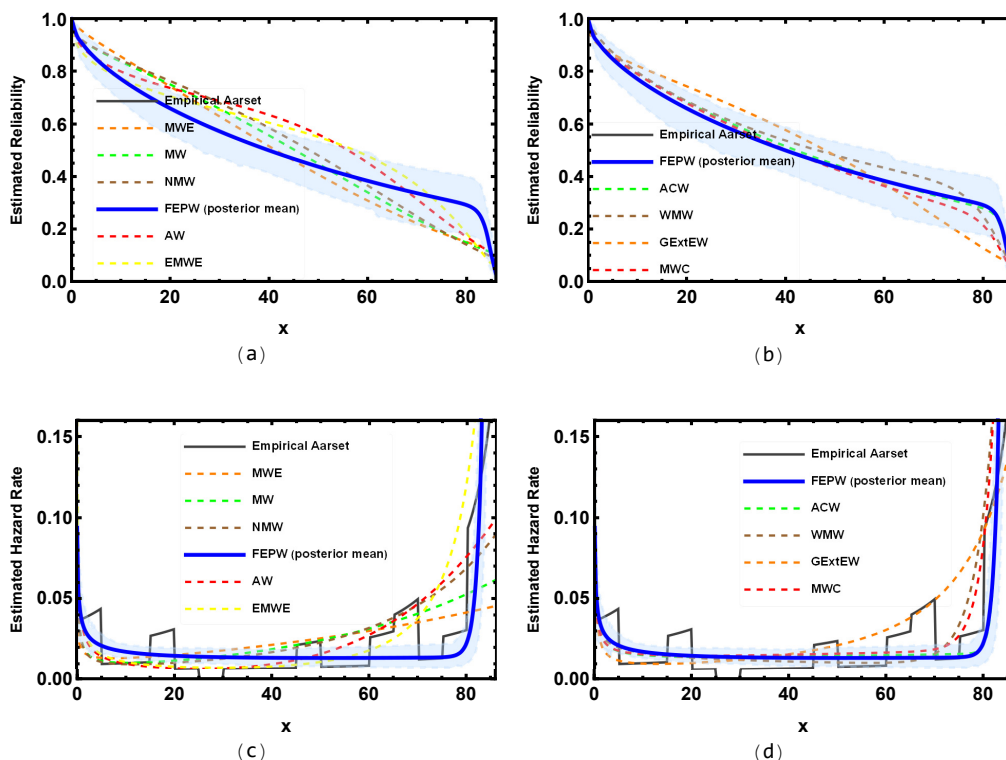 1.0
0.8
0.6
0.4
0.2
0.0
Estimated Reliability
Empirical Aarset
MWE
MW
NMW
FEPW (posterior mean)
AW
EMWE
0 20 40 60 80
x
(a)
1.0
0.8
0.6
0.4
0.2
0.0
Estimated Reliability
Empirical Aarset
FEPW (posterior mean)
ACW
WMW
GExtEW
MWC
0 20 40 60 80
x
(b)
0.15
0.10
0.05
0.00
Estimated Hazard Rate
Empirical Aarset
MWE
MW
NMW
FEPW (posterior mean)
AW
EMWE
0 20 40 60 80
x
(c)
0.15
0.10
0.05
0.00
Estimated Hazard Rate
Empirical Aarset
FEPW (posterior mean)
ACW
WMW
GExtEW
MWC
0 20 40 60 80
x
(d)